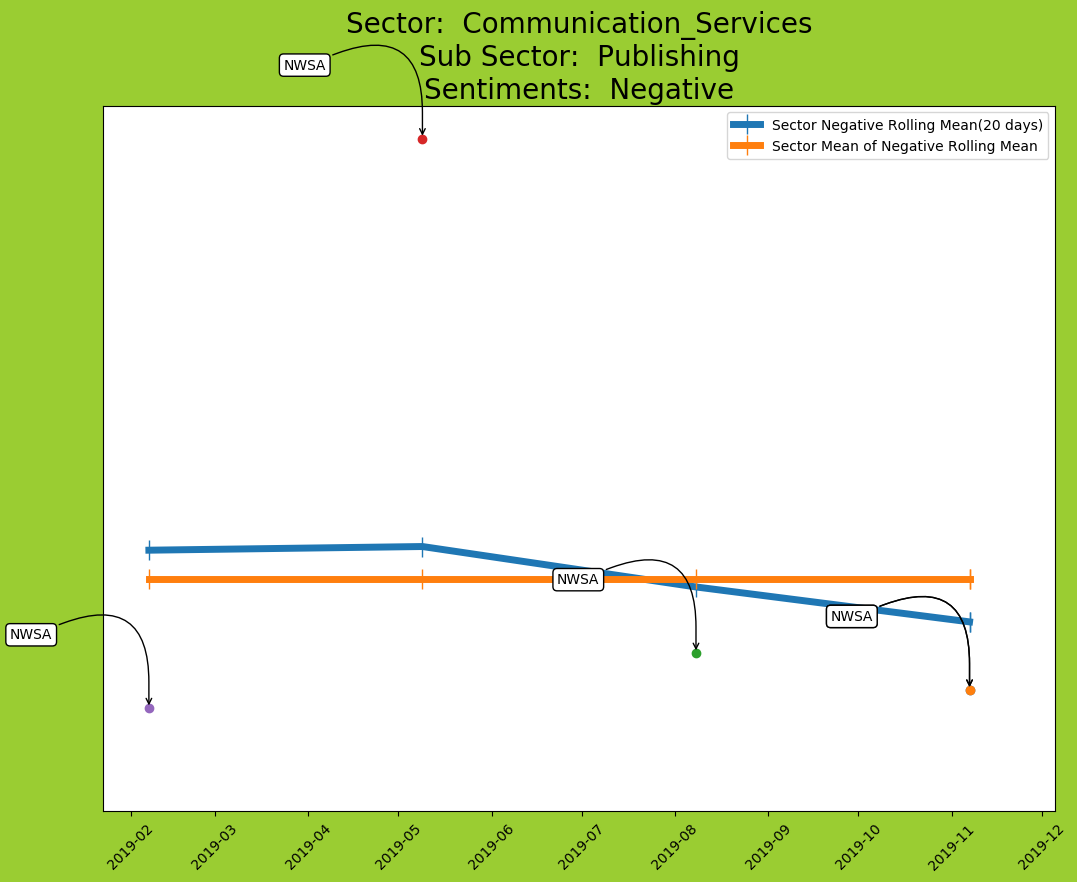 Sector:  Communication_Services
Sub Sector:  Publishing
Sentiments:  Negative
NWSA
Sector Negative Rolling Mean(20 days)
Sector Mean of Negative Rolling Mean
NWSA
NWSA
NWSA
2019-02
2019-03
2019-04
2019-05
2019-06
2019-07
2019-08
2019-09
2019-10
2019-11
2019-12